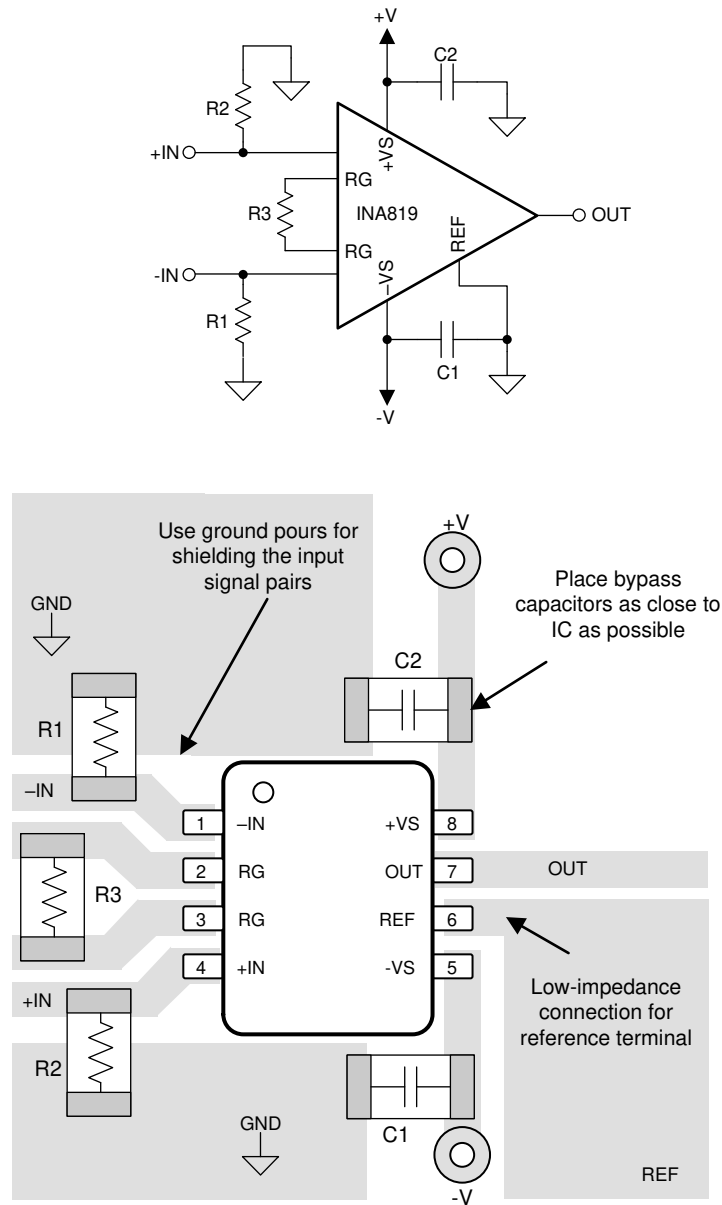 +V
C2
R2
+IN
+VS
RG
R3
INA819
OUT
RG
REF
-IN
–VS
R1
C1
-V
Use ground pours for
shielding the input
signal pairs
+V
GND
Place bypass
capacitors as close to
IC as possible
C2
R1
–IN
1
–IN
+VS
8
2
RG
OUT
7
OUT
R3
3
RG
REF
6
4
+IN
-VS
5
+IN
Low-impedance
connection for
reference terminal
R2
GND
C1
REF
-V